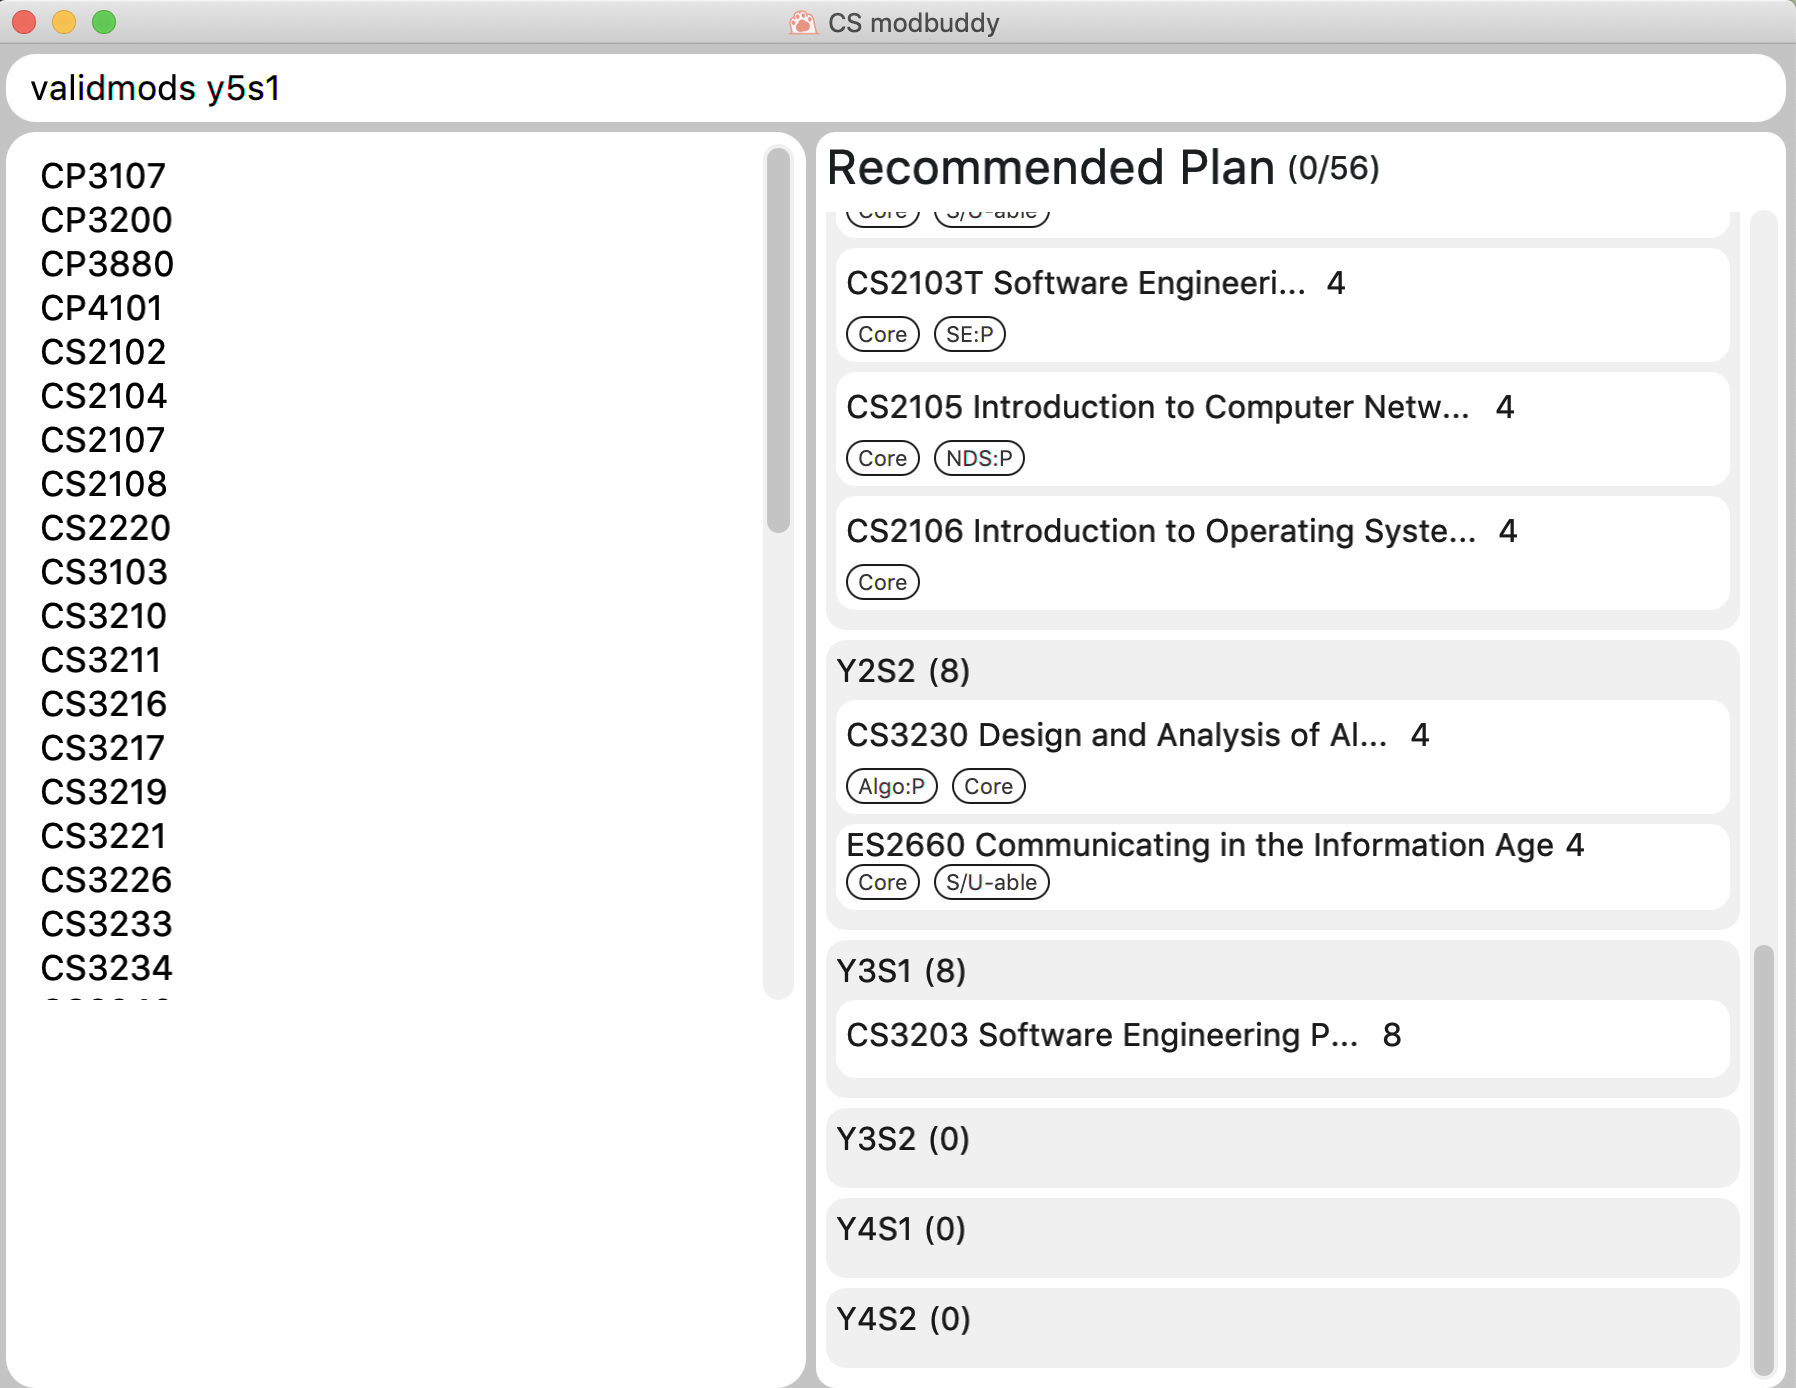 CS modbuddy
validmods y5s1
CP3107
CP3200
CP3880
CP4101
CS2102
CS2104
CS2107
CS2108
CS2220
CS3103
CS3210
CS3211
CS3216
CS3217
CS3219
CS3221
CS3226
CS3233
CS3234
Recommended Plan (0/56)
Core S/U-able
CS2103T Software Engineeri... 4
Core SE:P
CS2105 Introduction to Computer Netw... 4
Core NDS:P
CS2106 Introduction to Operating Syste... 4
Core
Y2S2 (8)
CS3230 Design and Analysis of Al... 4
Algo:P Core
ES2660 Communicating in the Information Age 4
Core S/U-able
Y3S1 (8)
CS3203 Software Engineering P... 8
Y3S2 (0)
Y4S1 (0)
Y4S2 (0)